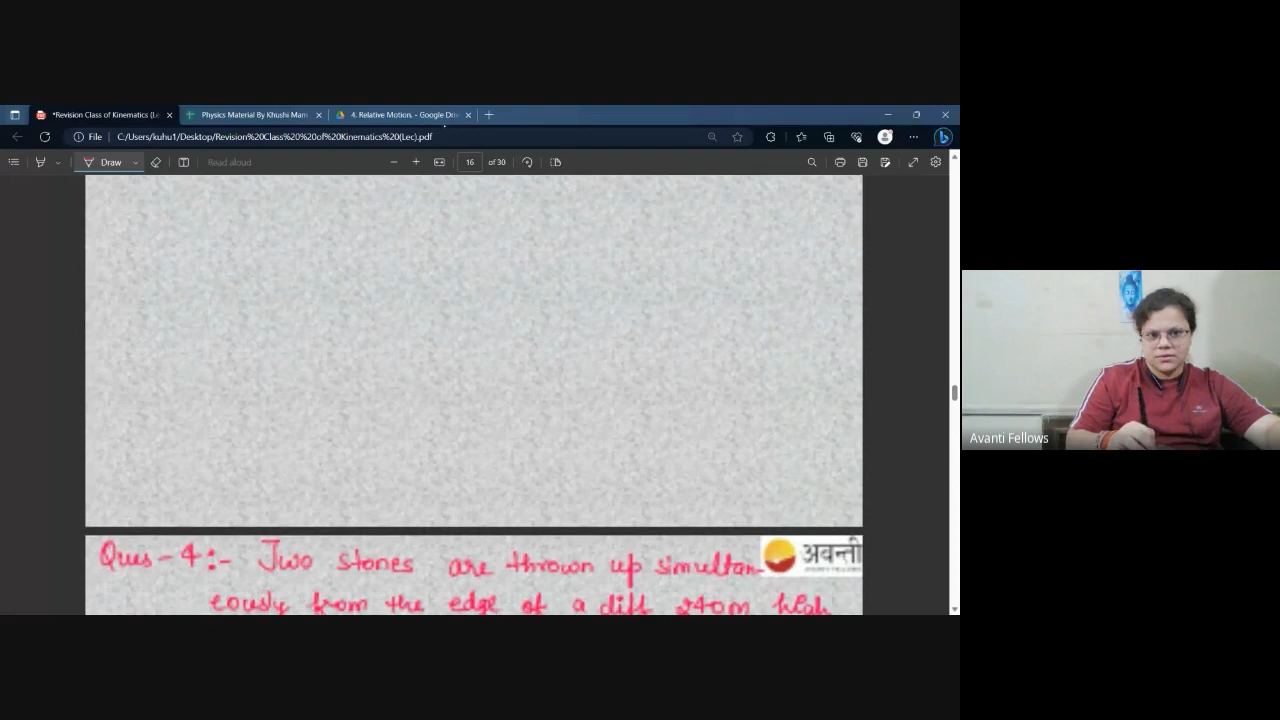 *Revision Class of Kinematics (Le
Physics Material By Khushi Mam
4. Relative Motion. - Google Driv
File
C:/Users/kuhu1/Desktop/Revision%20Class%20%20of%20Kinematics%20(Lec).pdf
Draw
Read aloud
16 of 30
Ques-4:- Two stones are thrown up simultan-
अवन्ती
eously from the edge of a cliff 240m high
Avanti Fellows